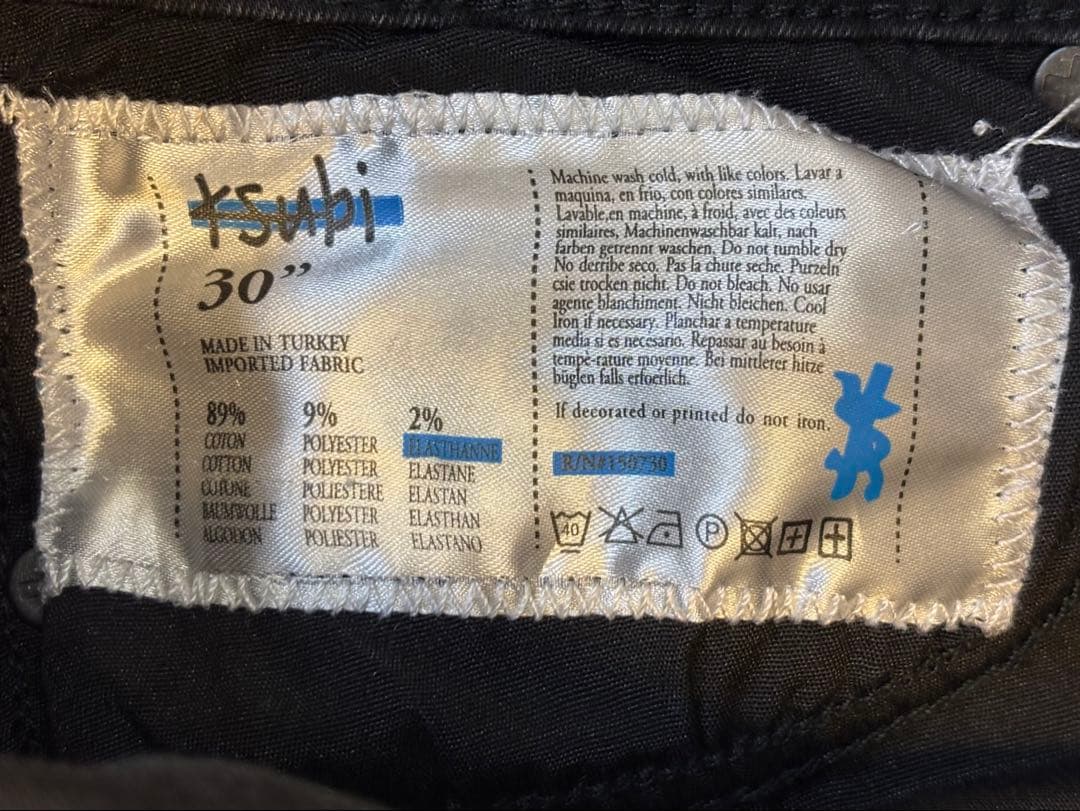 ksubi
30”
MADE IN TURKEY
IMPORTED FABRIC
89% 9% 2%
COTON POLYESTER ELASTHANNE
COTTON POLYESTER ELASTANE
COTONE POLIESTERE ELASTAN
BAUMWOLLE POLYESTER ELASTHAN
ALGODON POLIESTER ELASTANO
Machine wash cold, with like colors. Lavar a
maquina, en frio, con colores similares.
Lavable,en machine, à froid, avec des coleurs
similaires, Machinenwaschbar kalt, nach
farben getrennt waschen. Do not tumble dry
No derribe seco. Pas la chute seche. Purzeln
csie trocken nicht. Do not bleach. No usar
agente blanchiment. Nicht bleichen. Cool
Iron if necessary. Planchar a temperature
media si es necesario. Repassar au besoin à
tempe-rature moyenne. Bei mittlerer hitze
büglen falls erfoerlich.
If decorated or printed do not iron.
R/N#150730
40 P